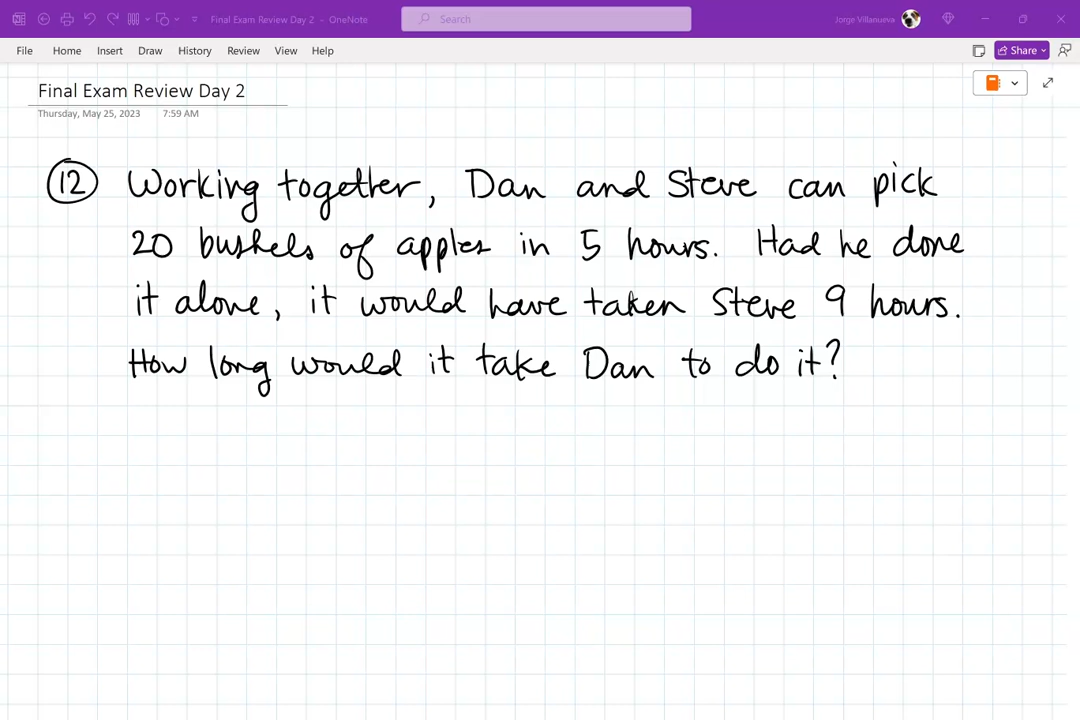 Final Exam Review Day 2 - OneNote
Search
Jorge Villanueva
File Home Insert Draw History Review View Help
Share
Final Exam Review Day 2
Thursday, May 25, 2023 7:59 AM
12 Working together, Dan and Steve can pick
20 bushels of apples in 5 hours. Had he done
it alone, it would have taken Steve 9 hours.
How long would it take Dan to do it?